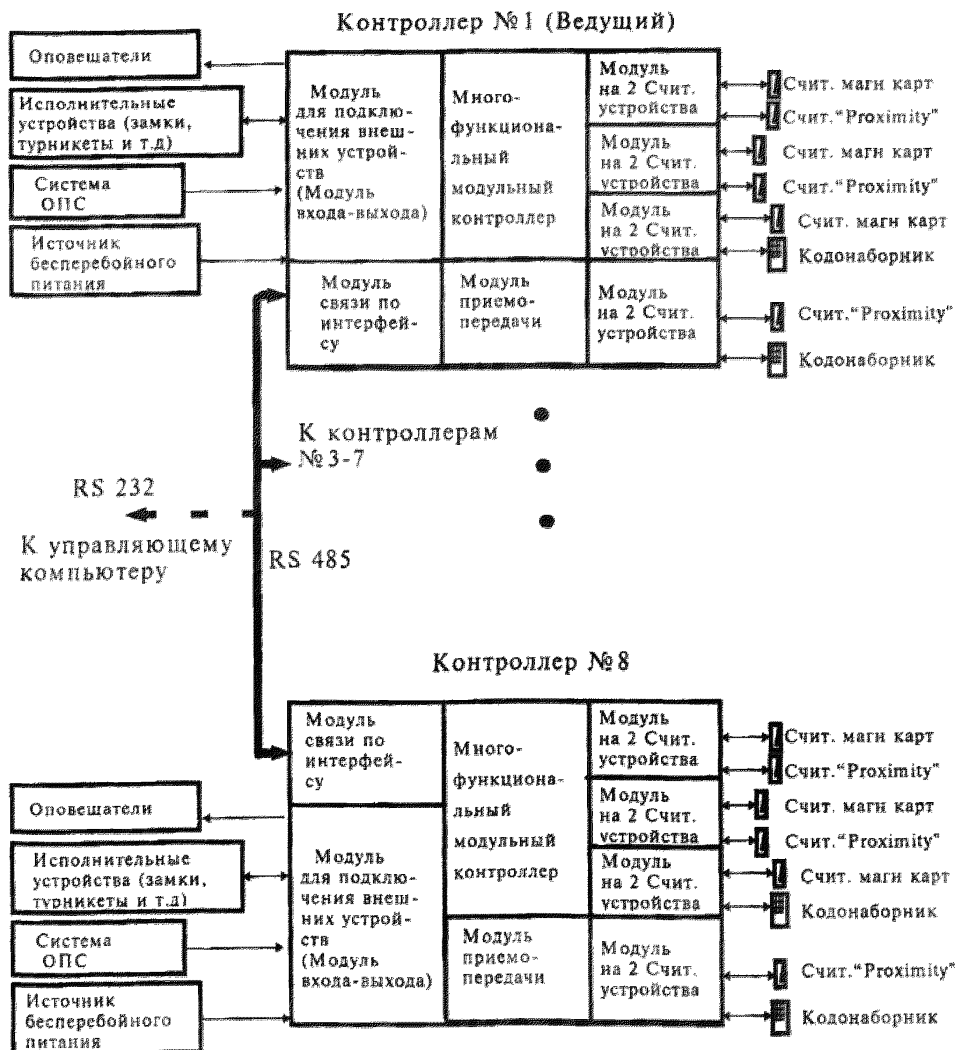 Контроллер №1 (Ведущий)
Оповещатели
Исполнительные
устройства (замки,
турникеты и т.д)
Система
ОПС
Источник
бесперебойного
питания
Модуль
для подклю-
чения внеш-
них устрой-
ств
(Модуль
входа-выхода)
Много-
функциона-
льный
модульный
контроллер
Модуль
на 2 Счит.
устройства
Модуль
на 2 Счит.
устройства
Модуль
на 2 Счит.
устройства
Модуль
связи по
интерфей-
су
Модуль
приемо-
передачи
Модуль
на 2 Счит.
устройства
Счит. магн карт
Счит."Proximity"
Счит. магн карт
Счит."Proximity"
Счит. магн карт
Кодонаборник
Счит."Proximity"
Кодонаборник
К контроллерам
№3-7
RS 232
К управляющему
компьютеру
RS 485
Контроллер №8
Модуль
связи по
интерфей-
су
Оповещатели
Исполнительные
устройства (замки,
турникеты и т.д)
Система
ОПС
Источник
бесперебойного
питания
Модуль
для подклю-
чения внеш-
них устрой-
ств
(Модуль
входа-выхода)
Много-
функциона-
льный
модульный
контроллер
Модуль
приемо-
передачи
Модуль
на 2 Счит.
устройства
Модуль
на 2 Счит.
устройства
Модуль
на 2 Счит.
устройства
Модуль
на 2 Счит.
устройства
Счит. магн карт
Счит."Proximity"
Счит. магн карт
Счит."Proximity"
Счит. магн карт
Кодонаборник
Счит."Proximity"
Кодонаборник